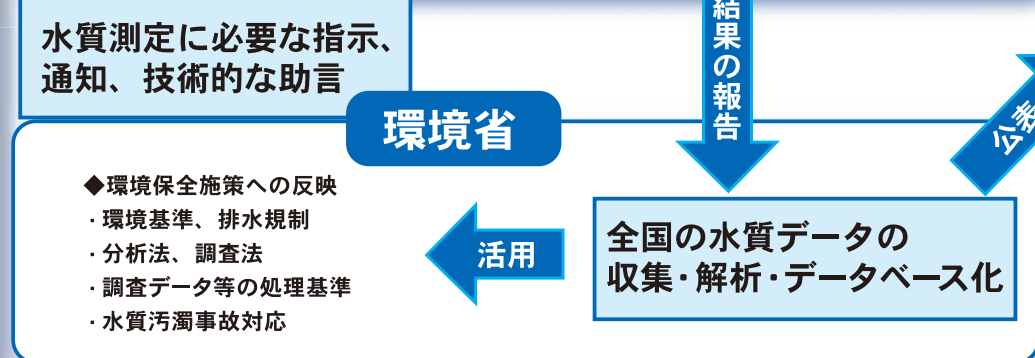 水質測定に必要な指示、
通知、技術的な助言
環境省
結果の報告
公表
◆環境保全施策への反映
・環境基準、排水規制
・分析法、調査法
・調査データ等の処理基準
・水質汚濁事故対応
活用
全国の水質データの
収集・解析・データベース化